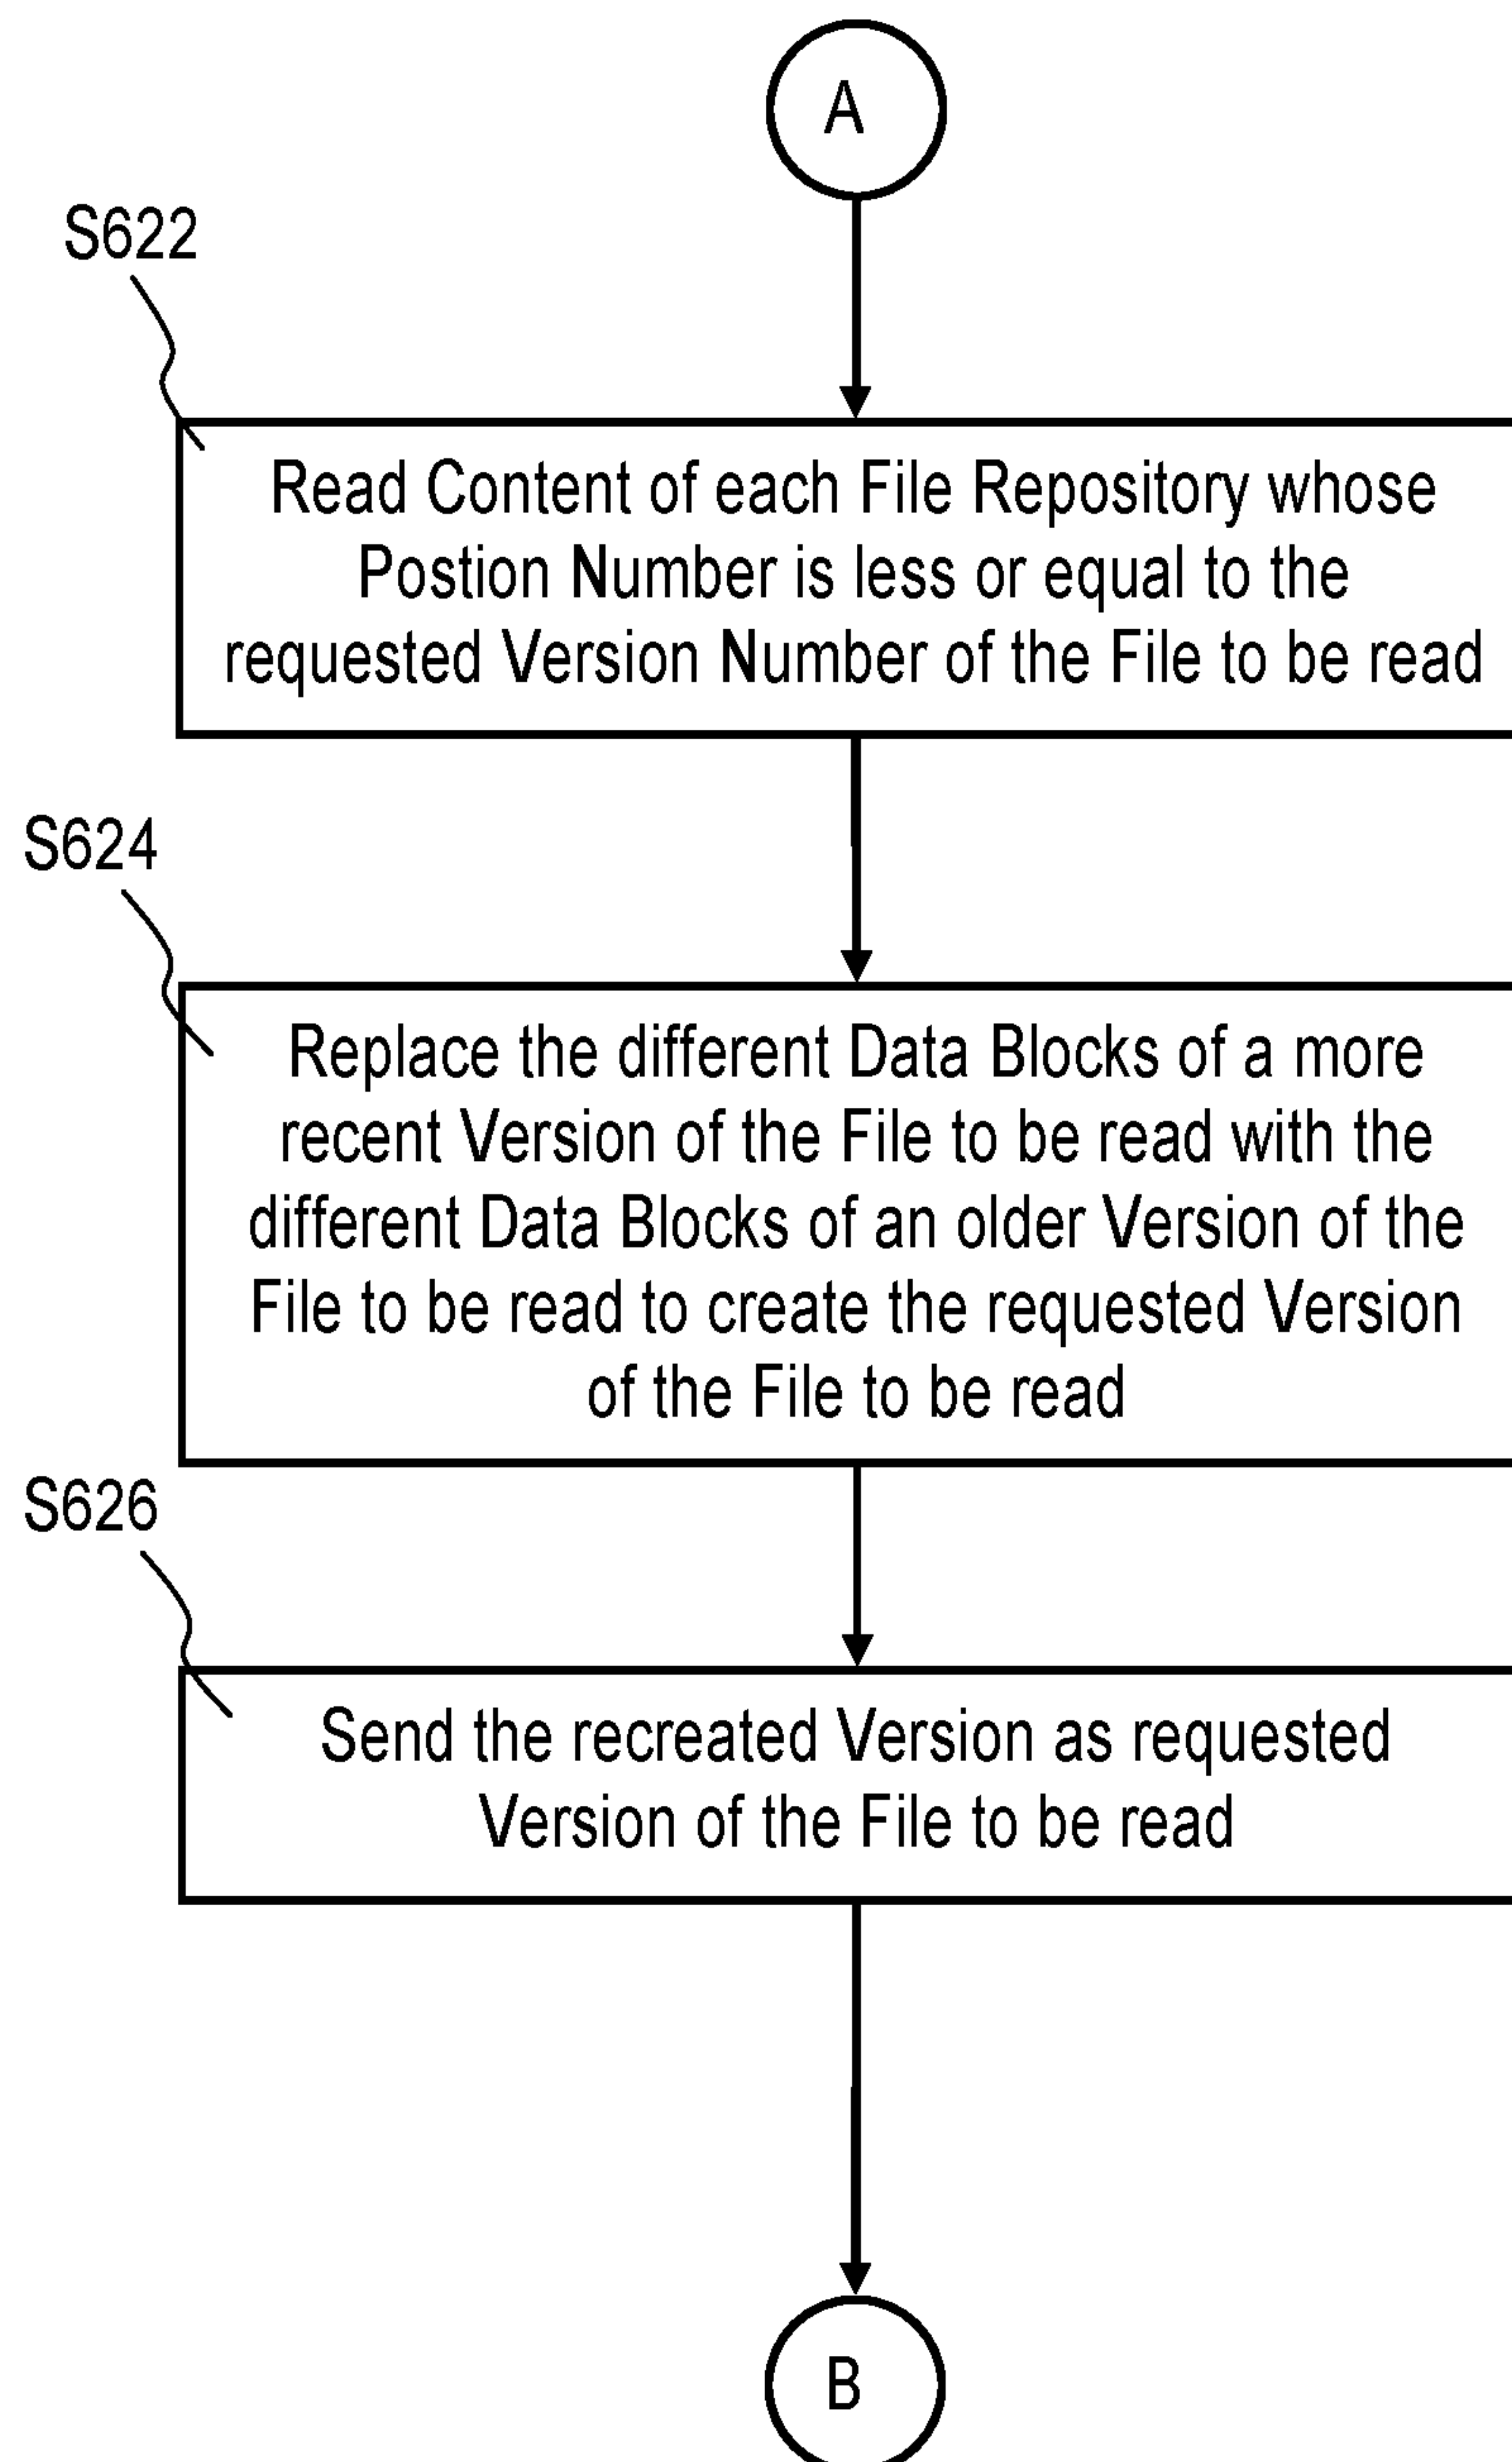 A
S622
Read Content of each File Repository whose
Postion Number is less or equal to the
requested Version Number of the File to be read
S624
Replace the different Data Blocks of a more
recent Version of the File to be read with the
different Data Blocks of an older Version of the
File to be read to create the requested Version
of the File to be read
S626
Send the recreated Version as requested
Version of the File to be read
B